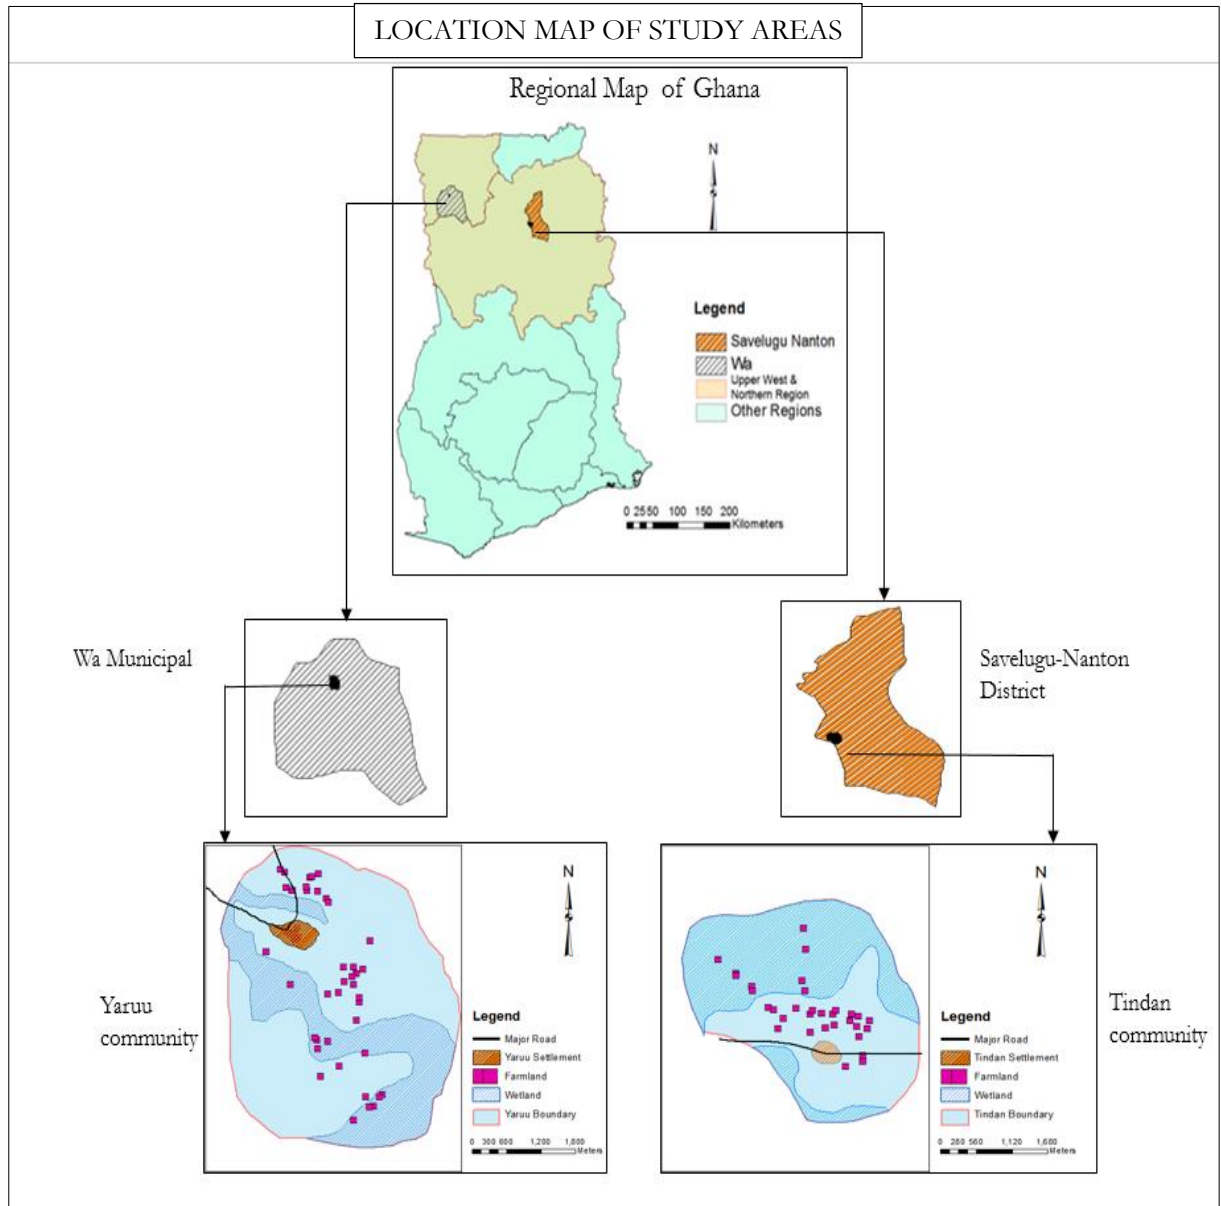 LOCATION MAP OF STUDY AREAS
Regional Map of Ghana
N
Legend
Savelugu Nanton
Wa
Upper West &
Northern Region
Other Regions
0 25 50 100 150 200
Kilometers
Wa Municipal
Savelugu-Nanton
District
Yaruu
community
N
Legend
Major Road
Yaruu Settlement
Farmland
Wetland
Yaruu Boundary
0 300 600 1,200 1,800
Meters
N
Legend
Major Road
Tindan Settlement
Farmland
Wetland
Tindan Boundary
0 280 560 1,120 1,680
Meters
Tindan
community